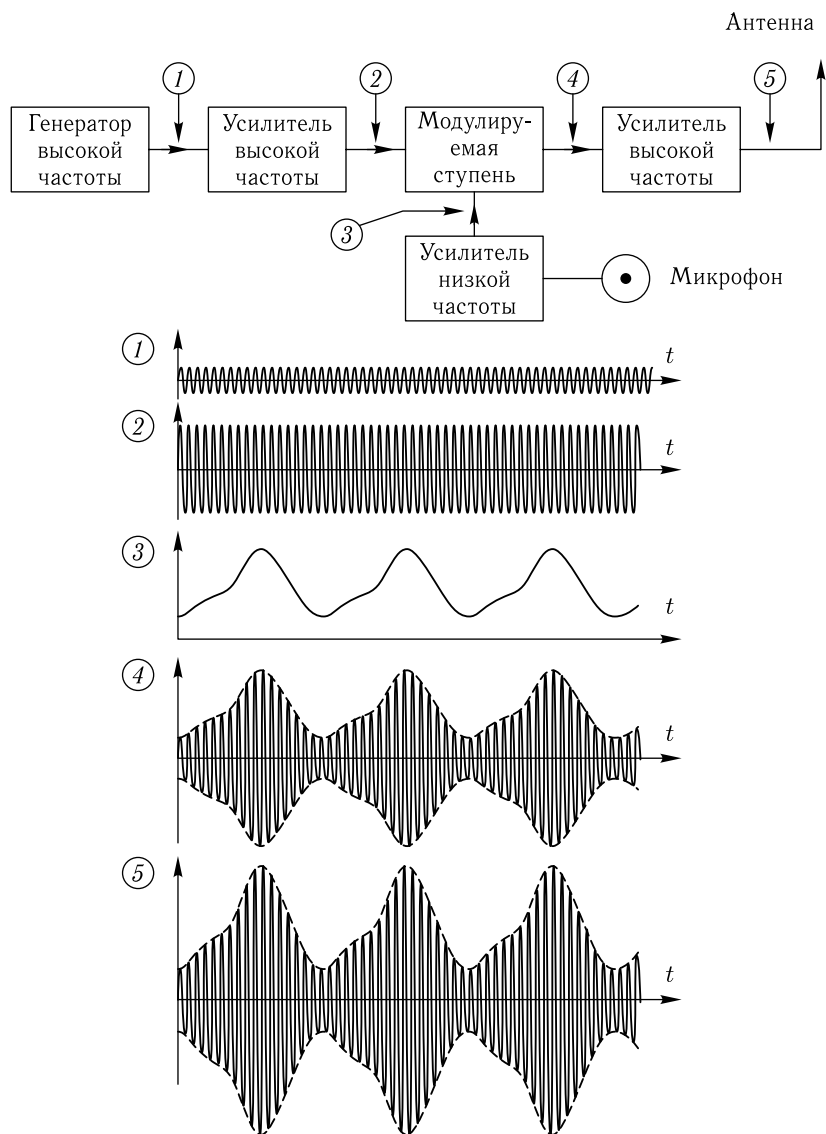 Антенна
1
2
4
5
Генератор
высокой
частоты
Усилитель
высокой
частоты
Модулиру-
емая
ступень
Усилитель
высокой
частоты
3
Усилитель
низкой
частоты
Микрофон
1
t
2
t
3
t
4
t
5
t